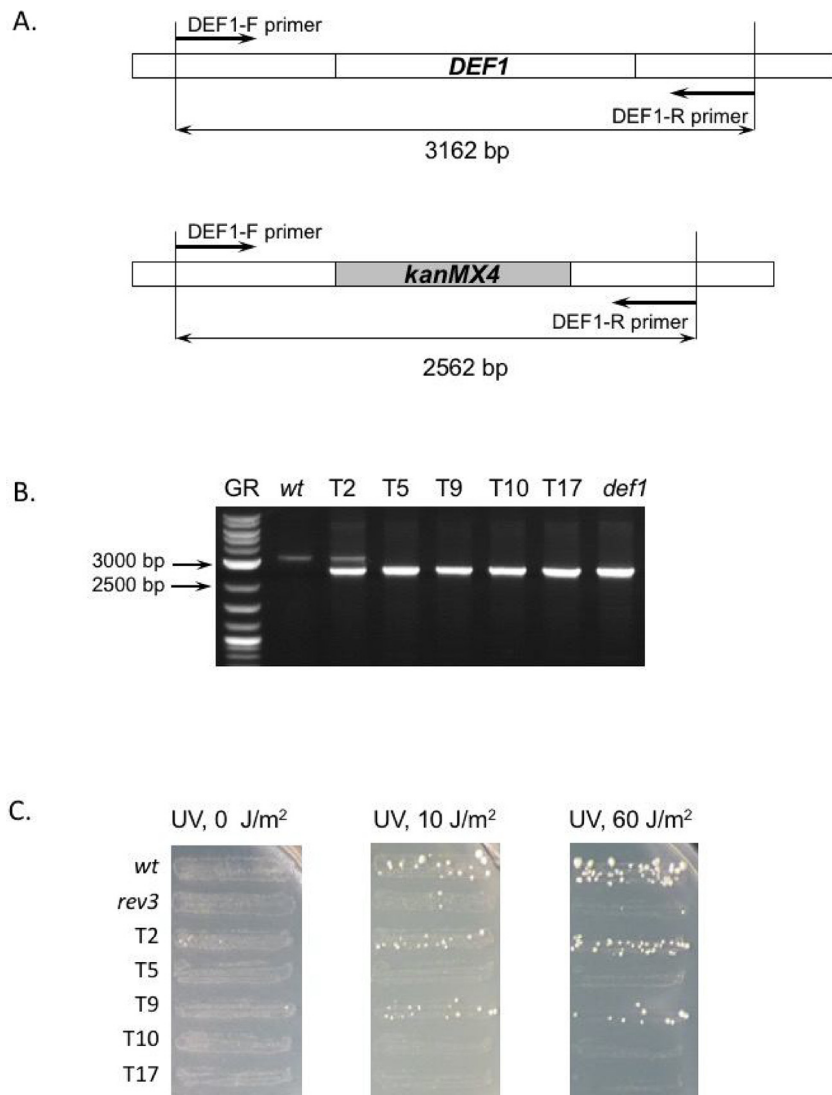 A.
DEF1-F primer
DEF1
DEF1-R primer
3162 bp
DEF1-F primer
kanMX4
DEF1-R primer
2562 bp
B.
GR wt T2 T5 T9 T10 T17 def1
3000 bp
2500 bp
C.
UV, 0 J/m²
UV, 10 J/m²
UV, 60 J/m²
wt
rev3
T2
T5
T9
T10
T17